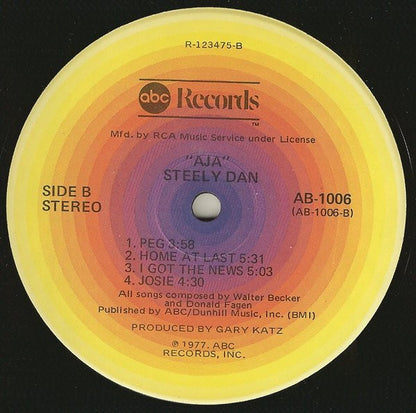 R-123475-B
abc Records
™
Mfd. by RCA Music Service under License
"AJA"
STEELY DAN
SIDE B
STEREO
AB-1006
(AB-1006-B)
1. PEG 3:58
2. HOME AT LAST 5:31
3. I GOT THE NEWS 5:03
4. JOSIE 4:30
All songs composed by Walter Becker
and Donald Fagen
Published by ABC/Dunhill Music, Inc. (BMI)
PRODUCED BY GARY KATZ
℗ 1977, ABC
RECORDS, INC.